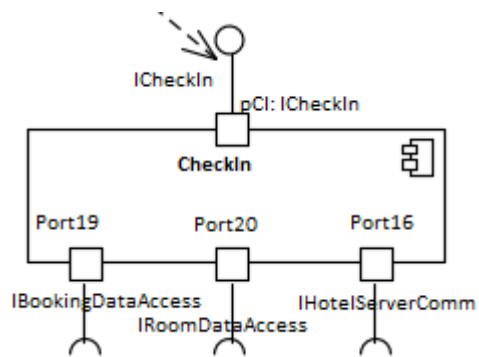 ICheckIn
pCI: ICheckIn
CheckIn
Port19
Port20
Port16
IBookingDataAccess
IHotelServerComm
IRoomDataAccess